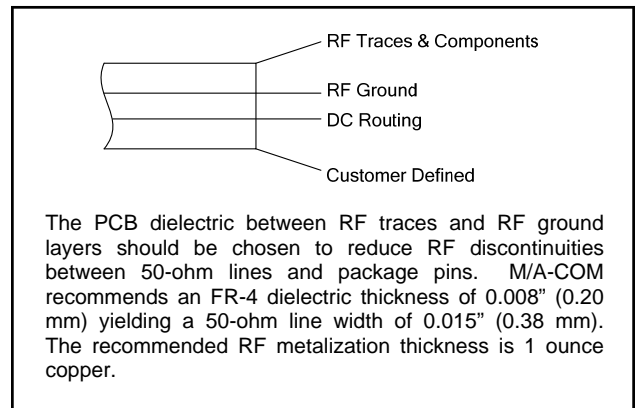 RF Traces & Components
RF Ground
DC Routing
Customer Defined
The PCB dielectric between RF traces and RF ground
layers should be chosen to reduce RF discontinuities
between 50-ohm lines and package pins. M/A-COM
recommends an FR-4 dielectric thickness of 0.008” (0.20
mm) yielding a 50-ohm line width of 0.015” (0.38 mm).
The recommended RF metalization thickness is 1 ounce
copper.